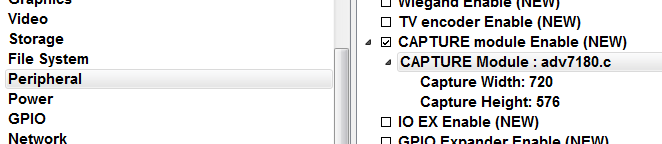 Graphics
Video
Storage
File System
Peripheral
Power
GPIO
Network
Wiegand Enable (NEW)
TV encoder Enable (NEW)
CAPTURE module Enable (NEW)
CAPTURE Module : adv7180.c
Capture Width: 720
Capture Height: 576
IO EX Enable (NEW)
GPIO Expander Enable (NEW)